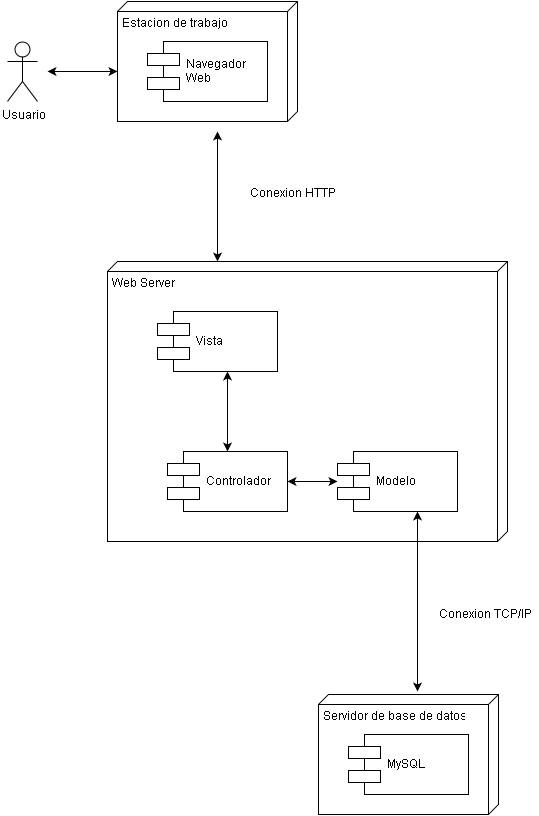 Estacion de trabajo
Navegador
Web
Usuario
Conexion HTTP
Web Server
Vista
Controlador
Modelo
Conexion TCP/IP
Servidor de base de datos
MySQL